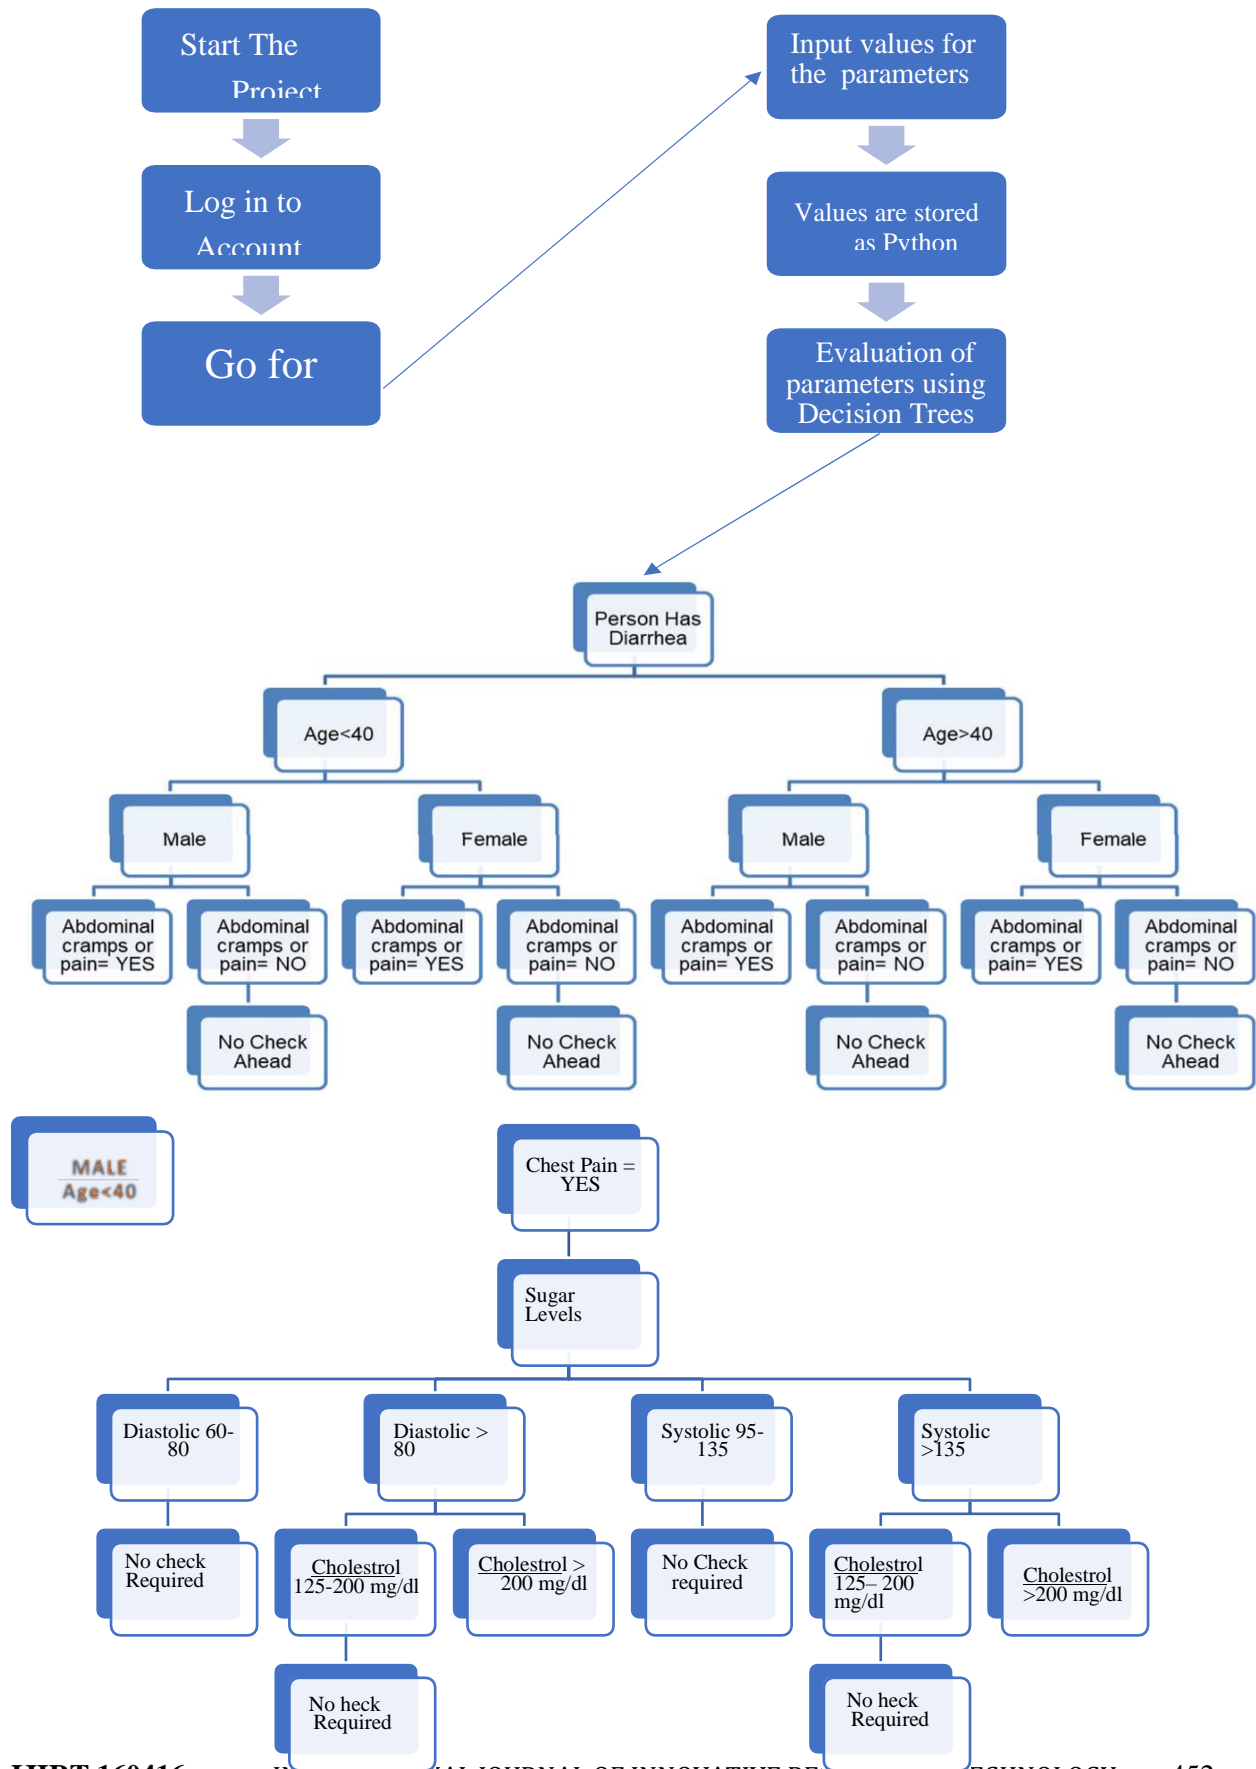 Start The
Project
Log in to
Account
Go for
Input values for
the parameters
Values are stored
as Python
Evaluation of
parameters using
Decision Trees
Person Has
Diarrhea
Age<40
Age>40
Male
Female
Male
Female
Abdominal
cramps or
pain= YES
Abdominal
cramps or
pain= NO
Abdominal
cramps or
pain= YES
Abdominal
cramps or
pain= NO
Abdominal
cramps or
pain= YES
Abdominal
cramps or
pain= NO
Abdominal
cramps or
pain= YES
Abdominal
cramps or
pain= NO
No Check
Ahead
No Check
Ahead
No Check
Ahead
No Check
Ahead
MALE
Age<40
Chest Pain =
YES
Sugar
Levels
Diastolic 60-
80
Diastolic >
80
Systolic 95-
135
Systolic
>135
No check
Required
Cholestrol
125-200 mg/dl
Cholestrol >
200 mg/dl
No Check
required
Cholestrol
125– 200
mg/dl
Cholestrol
>200 mg/dl
No heck
Required
No heck
Required
160416 JOURNAL OF INNOVATIVE